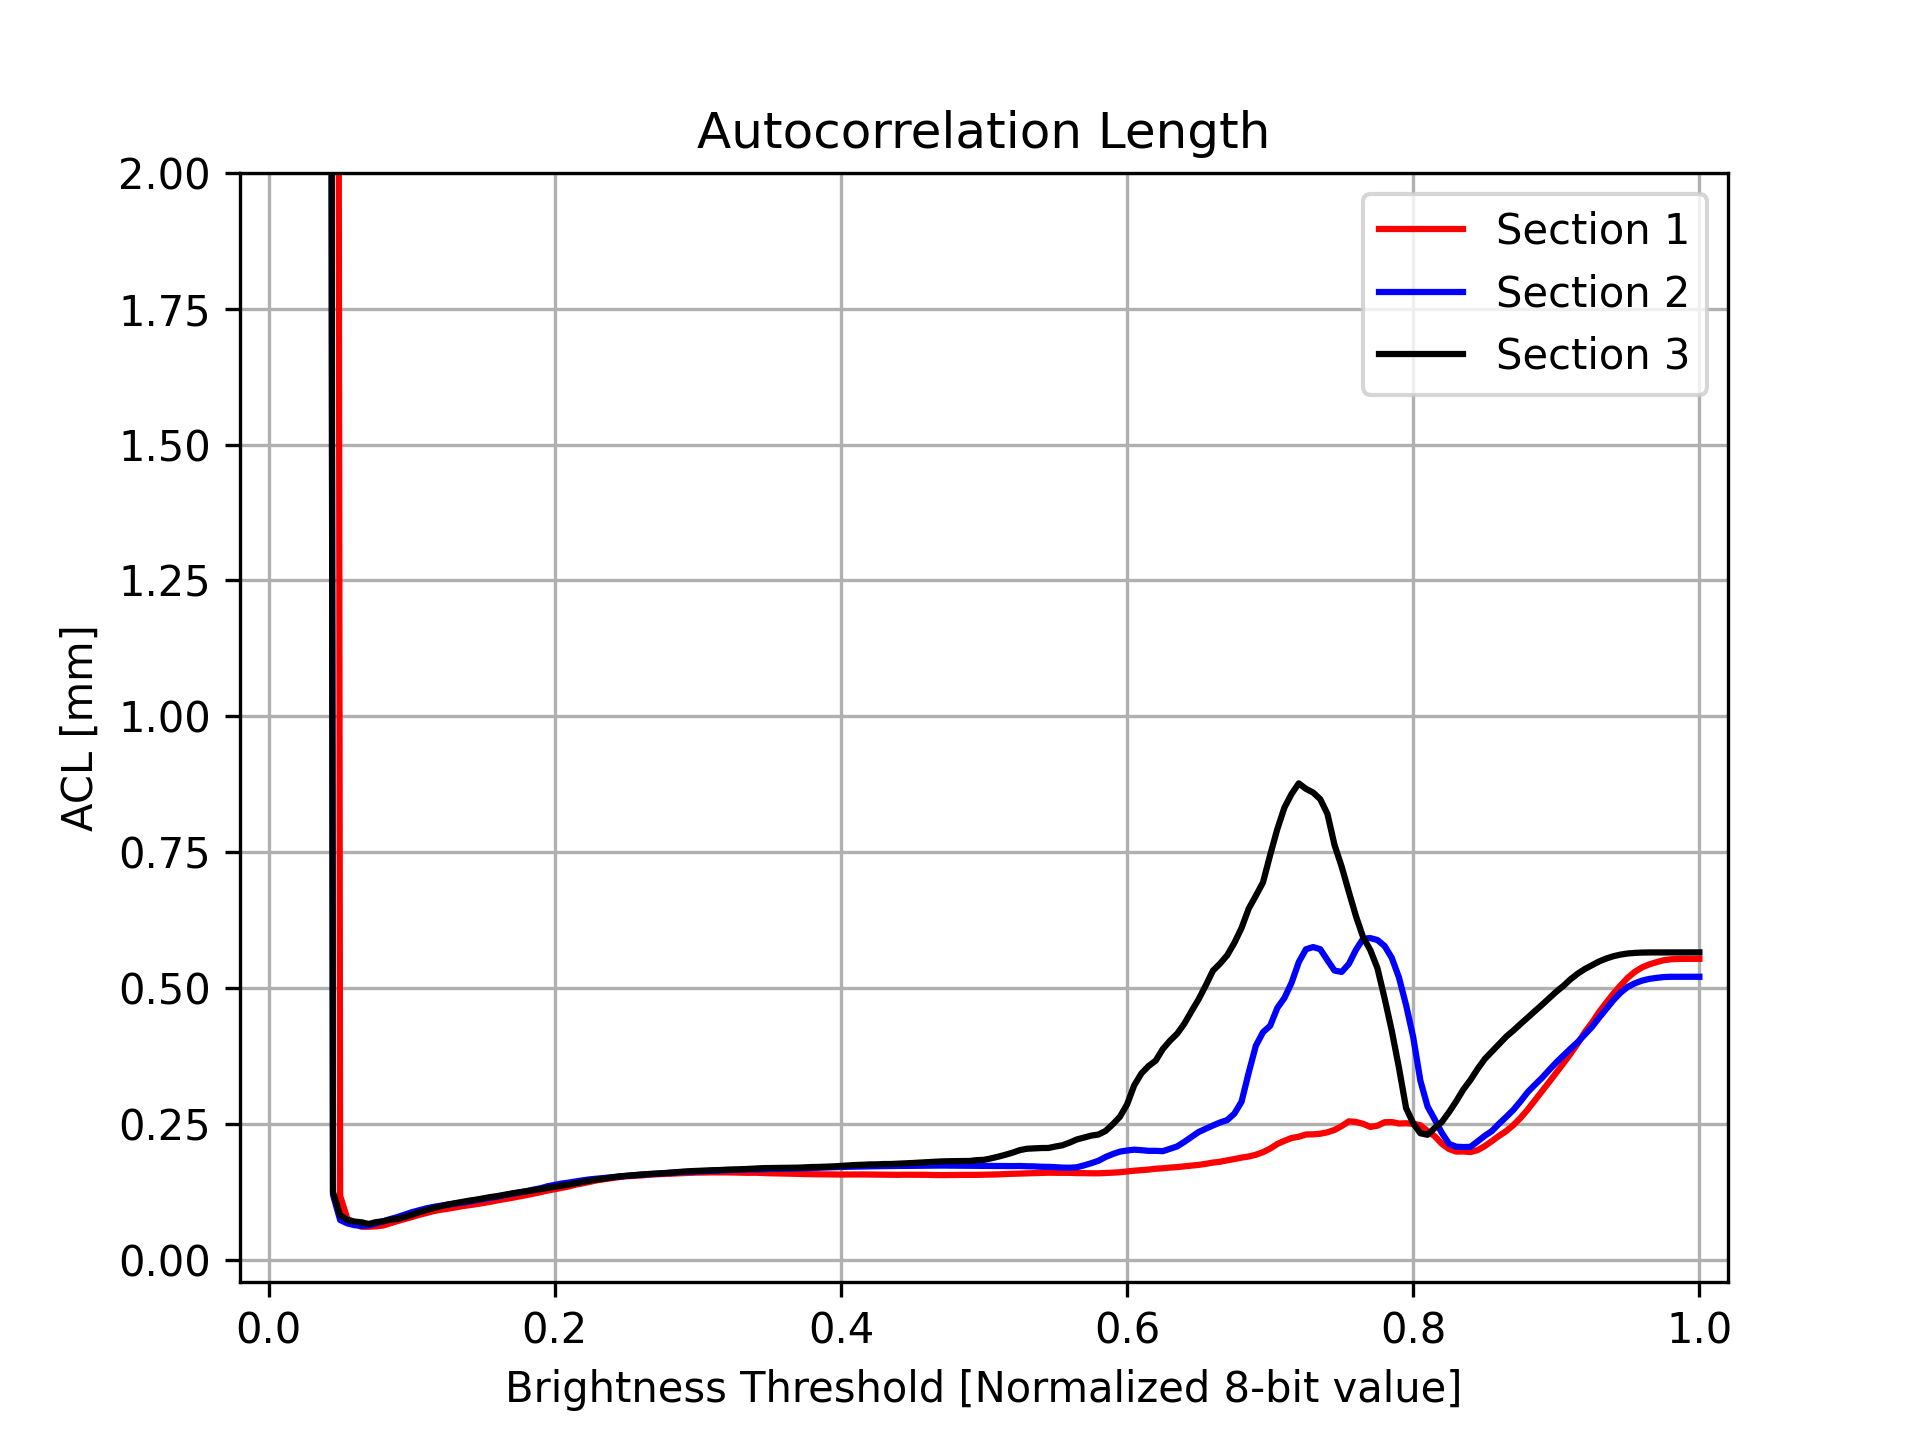 Autocorrelation Length
2.00
1.75
1.50
1.25
1.00
0.75
0.50
0.25
0.00
ACL [mm]
Section 1
Section 2
Section 3
0.0 0.2 0.4 0.6 0.8 1.0
Brightness Threshold [Normalized 8-bit value]